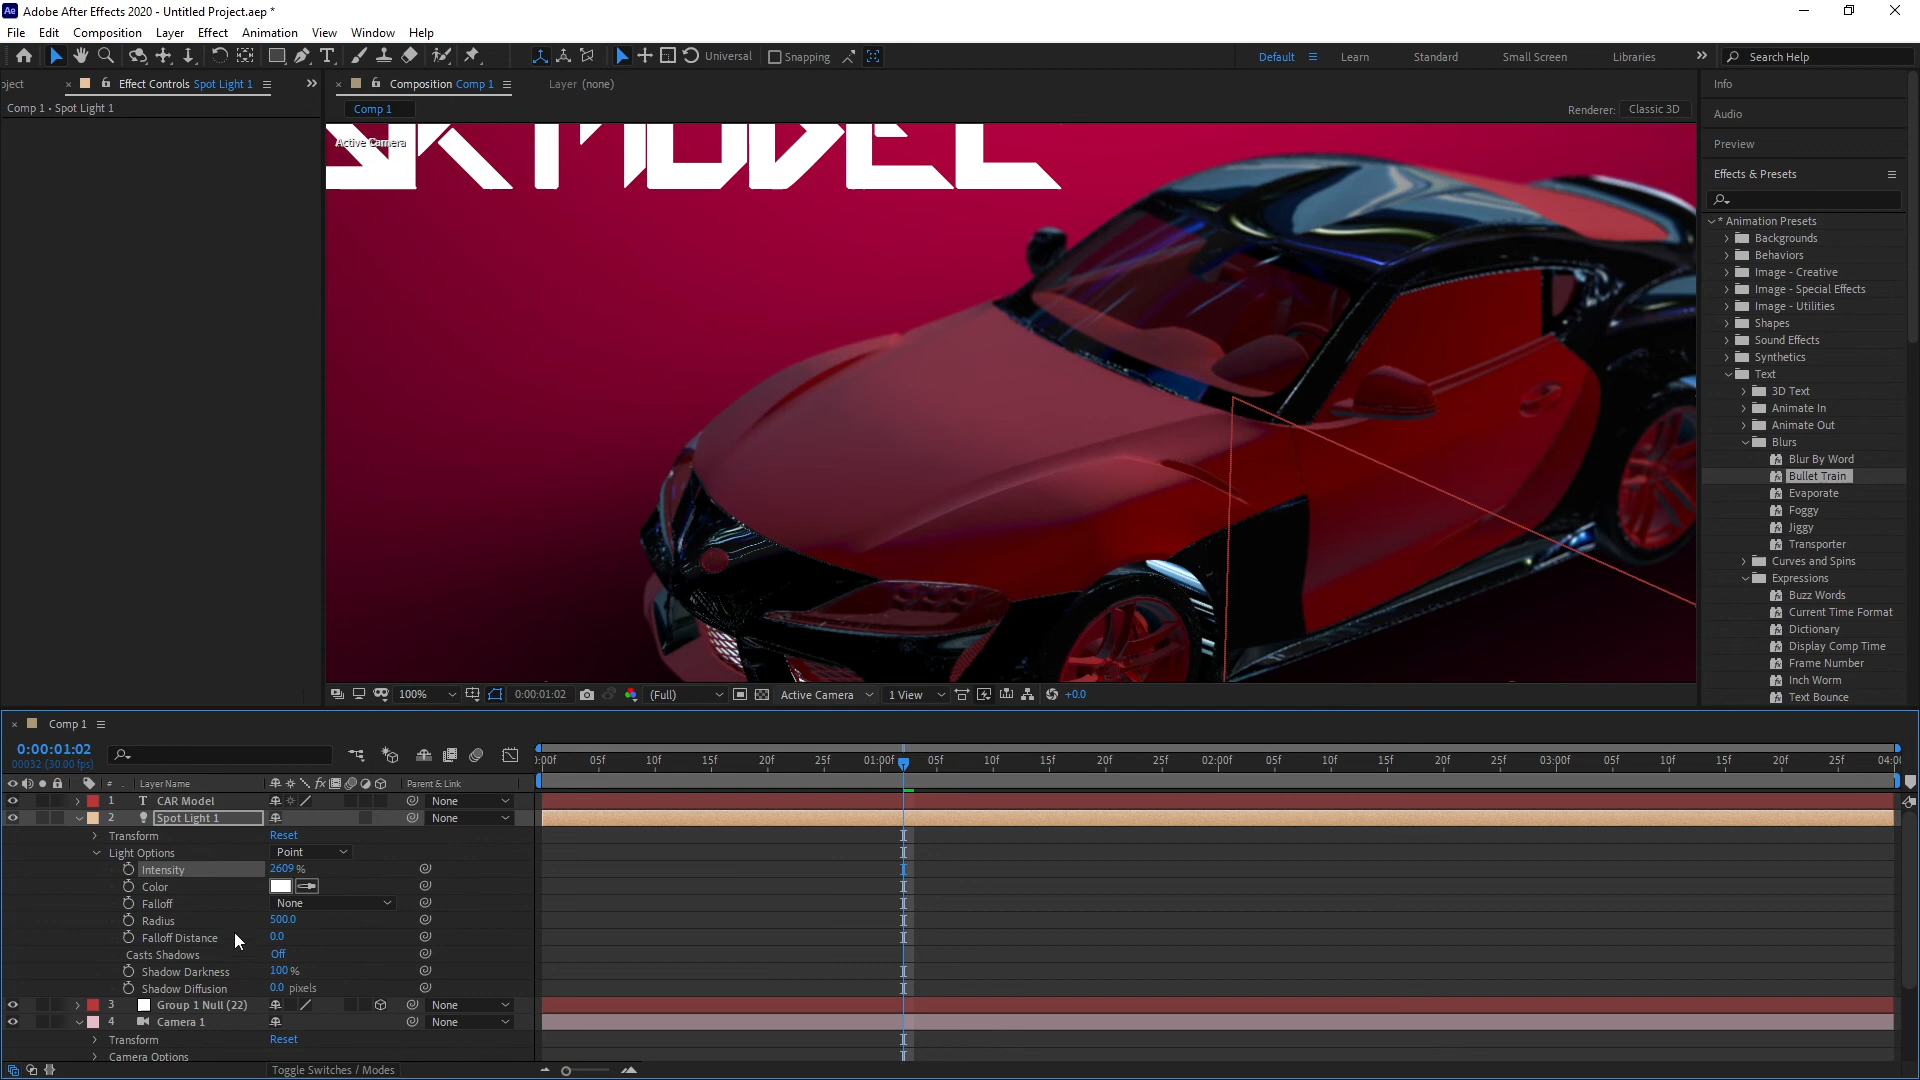 Ae Adobe After Effects 2020 - Untitled Project.aep *
File Edit Composition Layer Effect Animation View Window Help
Universal Snapping Default Learn Standard Small Screen Libraries Search Help
oject Effect Controls Spot Light 1 Composition Comp 1 Layer (none)
Comp 1 • Spot Light 1
Comp 1
Renderer: Classic 3D
Active Camera
SK MODEL
100% 0:00:01:02 (Full) Active Camera 1 View +0.0
Info
Audio
Preview
Effects & Presets
* Animation Presets
Backgrounds
Behaviors
Image - Creative
Image - Special Effects
Image - Utilities
Shapes
Sound Effects
Synthetics
Text
3D Text
Animate In
Animate Out
Blurs
Blur By Word
Bullet Train
Evaporate
Foggy
Jiggy
Transporter
Curves and Spins
Expressions
Buzz Words
Current Time Format
Dictionary
Display Comp Time
Frame Number
Inch Worm
Text Bounce
Comp 1
0:00:01:02
00032 (30.00 fps)
):00f 05f 10f 15f 20f 25f 01:00f 05f 10f 15f 20f 25f 02:00f 05f 10f 15f 20f 25f 03:00f 05f 10f 15f 20f 25f 04:00
# . Layer Name fx Parent & Link
1 T CAR Model None
2 Spot Light 1 None
Transform Reset
Light Options Point
Intensity 2609 %
Color
Falloff None
Radius 500.0
Falloff Distance 0.0
Casts Shadows Off
Shadow Darkness 100 %
Shadow Diffusion 0.0 pixels
3 Group 1 Null (22) None
4 Camera 1 None
Transform Reset
Camera Options
Toggle Switches / Modes